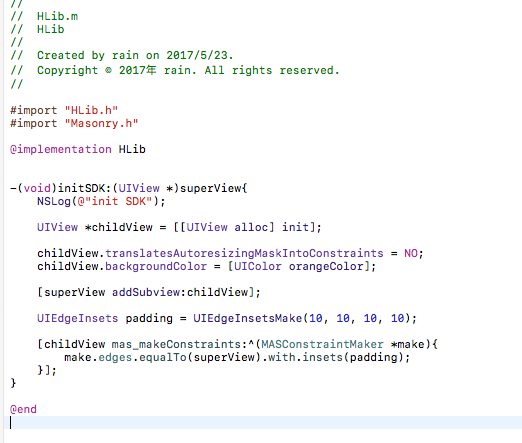 //
//  HLib.m
//  HLib
//
//  Created by rain on 2017/5/23.
//  Copyright © 2017年 rain. All rights reserved.
//
#import "HLib.h"
#import "Masonry.h"
@implementation HLib
-(void)initSDK:(UIView *)superView{
    NSLog(@"init SDK");
    UIView *childView = [[UIView alloc] init];
    childView.translatesAutoresizingMaskIntoConstraints = NO;
    childView.backgroundColor = [UIColor orangeColor];
    [superView addSubview:childView];
    UIEdgeInsets padding = UIEdgeInsetsMake(10, 10, 10, 10);
    [childView mas_makeConstraints:^(MASConstraintMaker *make){
        make.edges.equalTo(superView).with.insets(padding);
    }];
}
@end